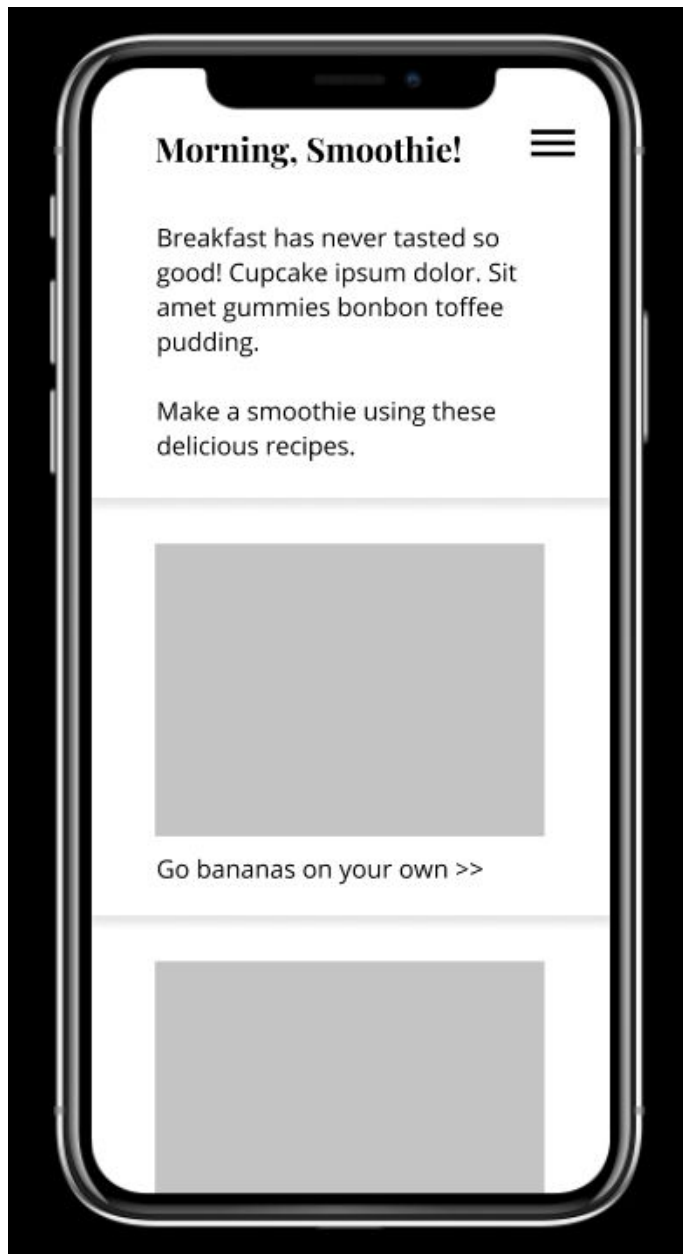 Morning, Smoothie!
Breakfast has never tasted so
good! Cupcake ipsum dolor. Sit
amet gummies bonbon toffee
pudding.
Make a smoothie using these
delicious recipes.
Go bananas on your own >>